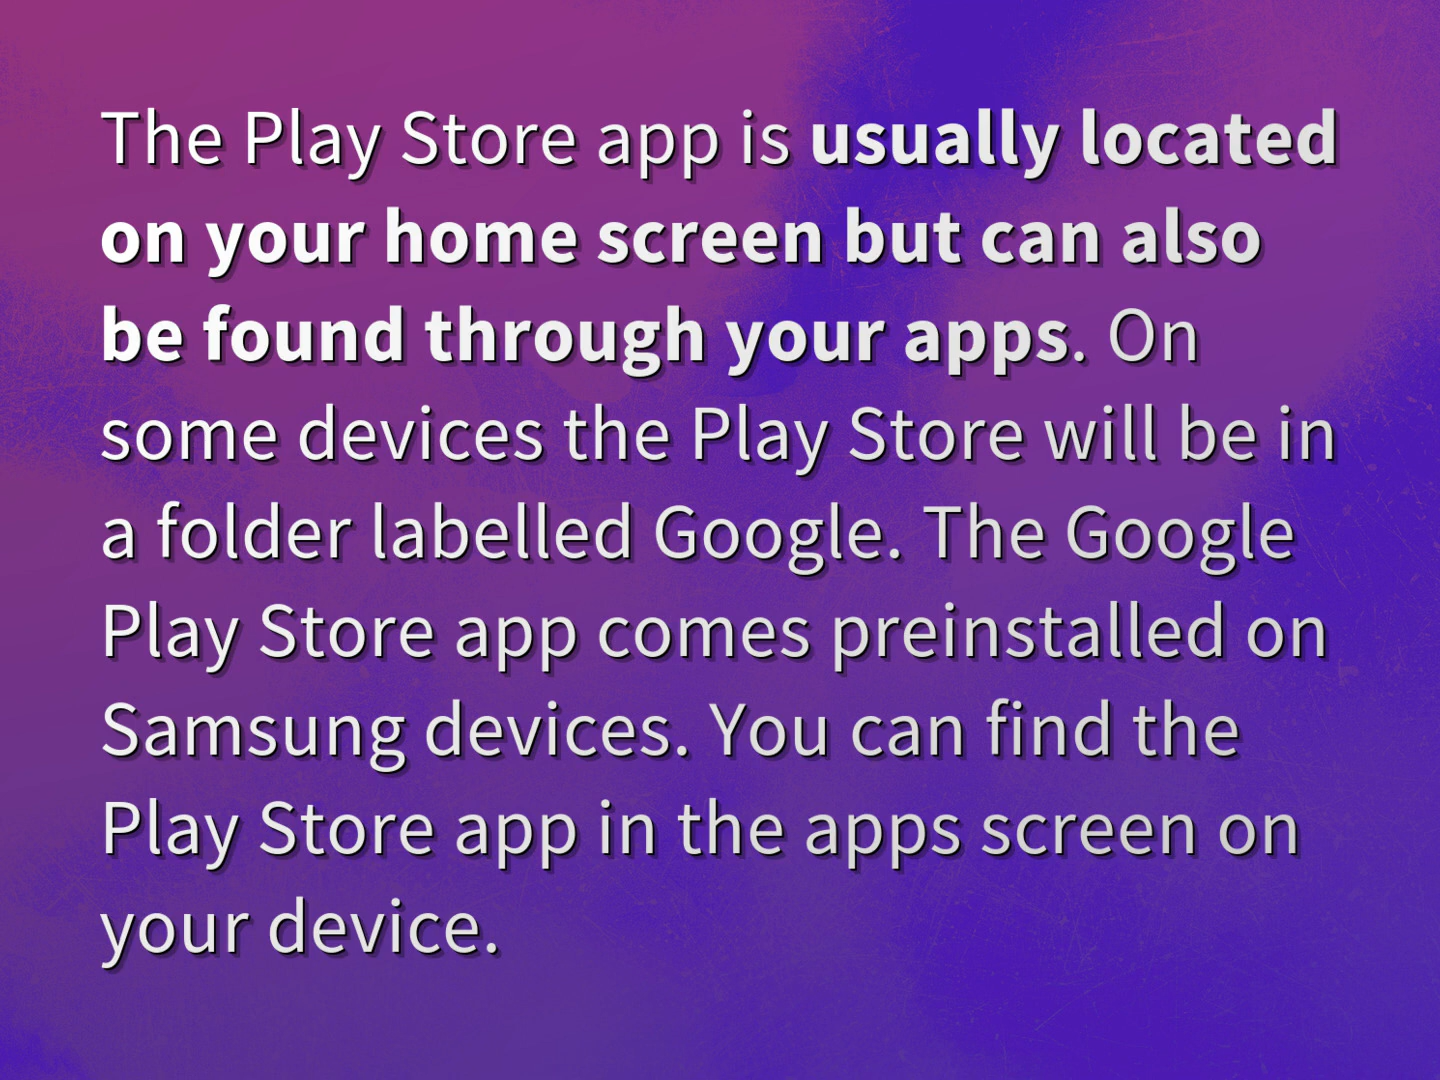 The Play Store app is usually located
on your home screen but can also
be found through your apps. On
some devices the Play Store will be in
a folder labelled Google. The Google
Play Store app comes preinstalled on
Samsung devices. You can find the
Play Store app in the apps screen on
your device.